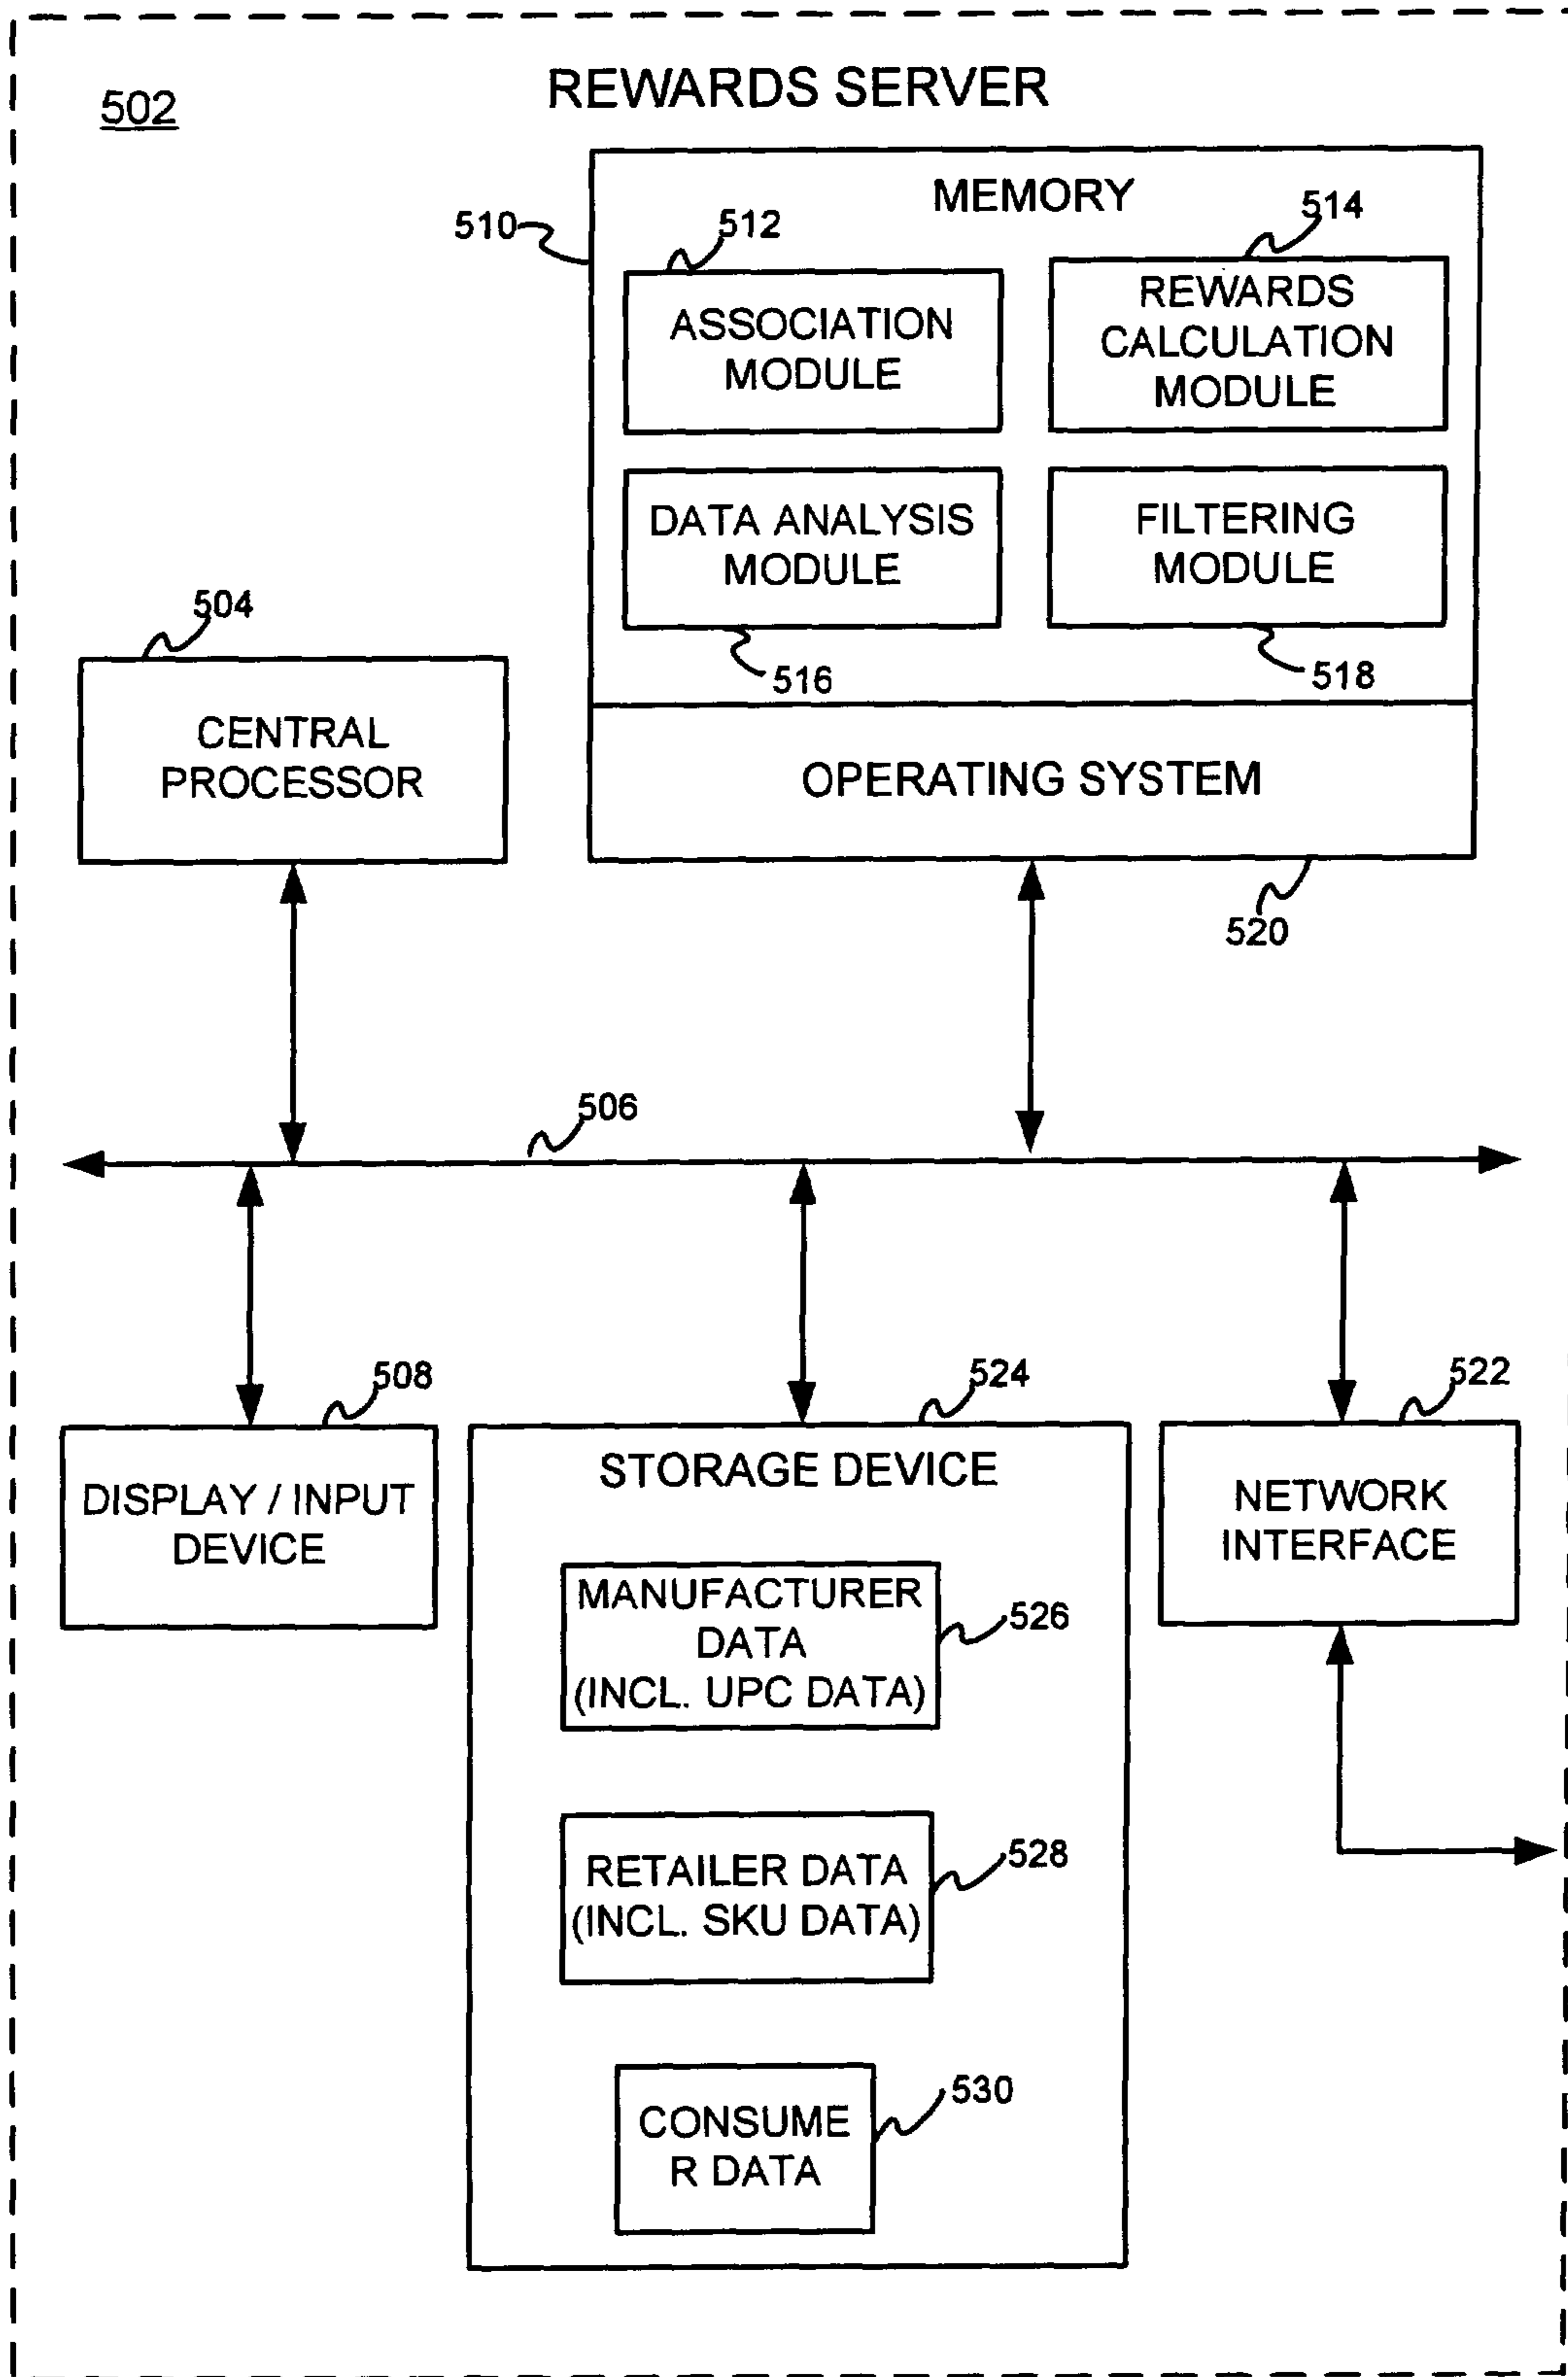 REWARDS SERVER
502
MEMORY
510
512
514
ASSOCIATION
MODULE
REWARDS
CALCULATION
MODULE
DATA ANALYSIS
MODULE
FILTERING
MODULE
516
518
504
CENTRAL
PROCESSOR
OPERATING SYSTEM
520
506
508
524
522
DISPLAY / INPUT
DEVICE
STORAGE DEVICE
NETWORK
INTERFACE
MANUFACTURER
DATA
(INCL. UPC DATA)
526
RETAILER DATA
(INCL. SKU DATA)
528
CONSUME
R DATA
530